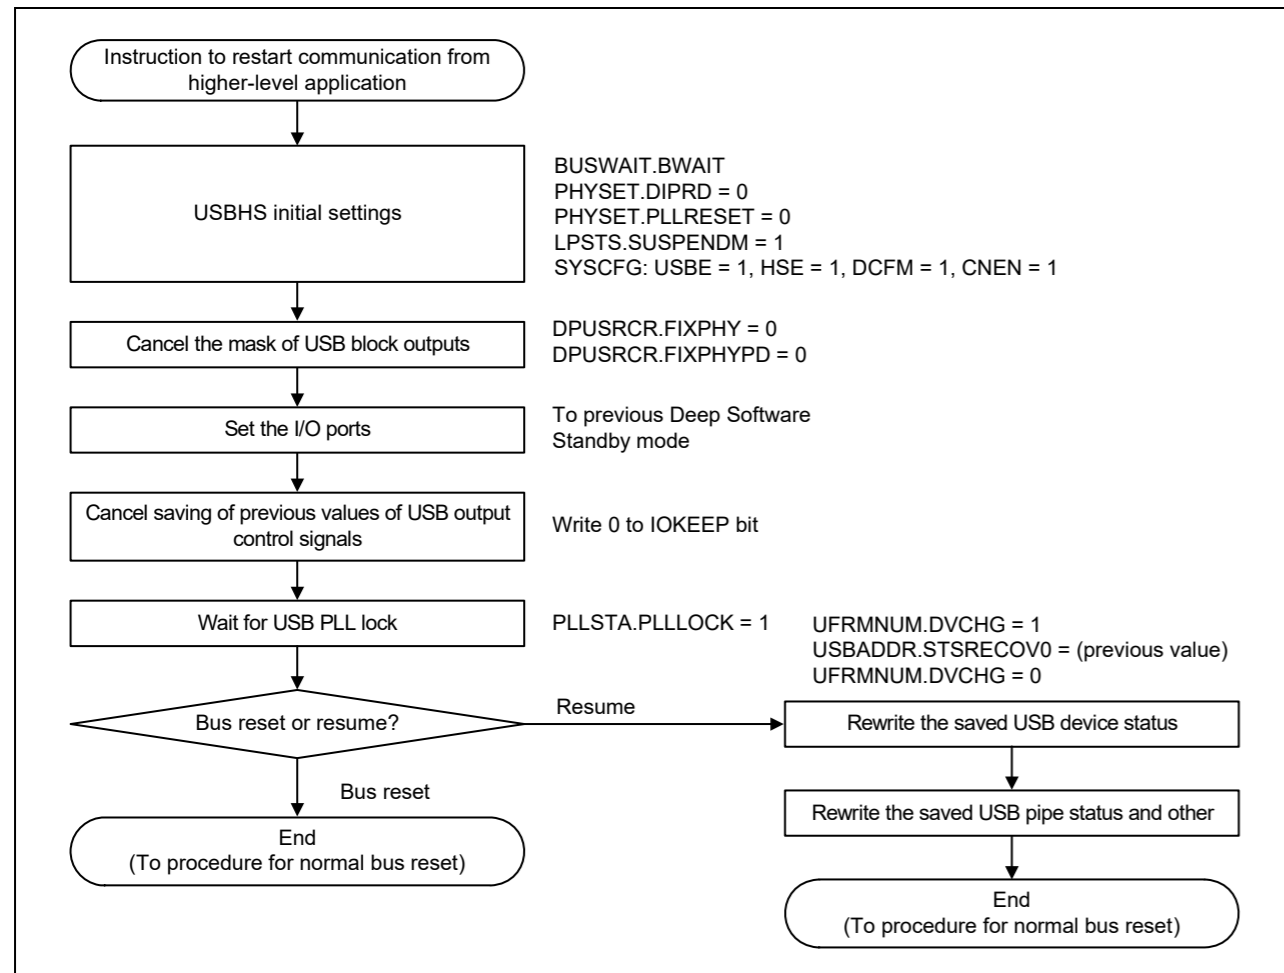 Instruction to restart communication from
higher-level application
USBHS initial settings
BUSWAIT.BWAIT
PHYSET.DIPRD = 0
PHYSET.PLLRESET = 0
LPSTS.SUSPENDM = 1
SYSCFG: USBE = 1, HSE = 1, DCFM = 1, CNEN = 1
Cancel the mask of USB block outputs
DPUSRCR.FIXPHY = 0
DPUSRCR.FIXPHYPD = 0
Set the I/O ports
To previous Deep Software
Standby mode
Cancel saving of previous values of USB output
control signals
Write 0 to IOKEEP bit
Wait for USB PLL lock
PLLSTA.PLLLOCK = 1
UFRMNUM.DVCHG = 1
USBADDR.STSRECOV0 = (previous value)
UFRMNUM.DVCHG = 0
Bus reset or resume?
Resume
Rewrite the saved USB device status
Bus reset
Rewrite the saved USB pipe status and other
End
(To procedure for normal bus reset)
End
(To procedure for normal bus reset)